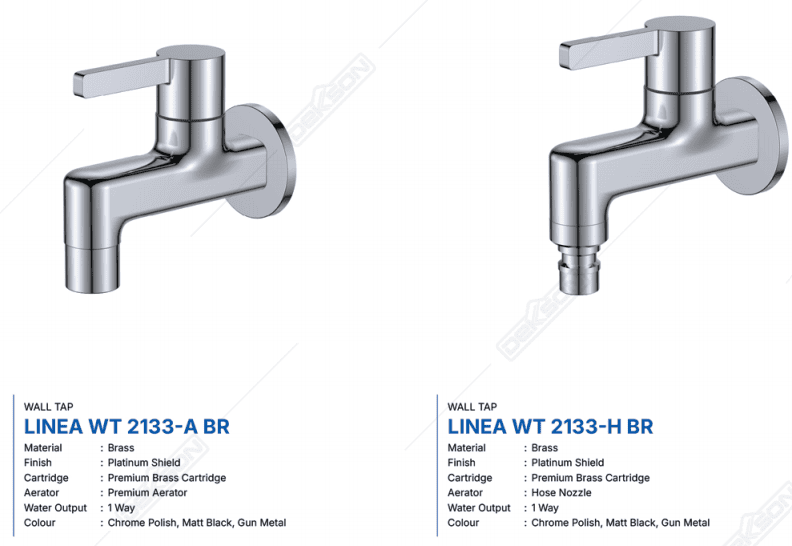 DEKSON
DEKSON
WALL TAP
LINEA WT 2133-A BR
Material : Brass
Finish : Platinum Shield
Cartridge : Premium Brass Cartridge
Aerator : Premium Aerator
Water Output : 1 Way
Colour : Chrome Polish, Matt Black, Gun Metal
WALL TAP
LINEA WT 2133-H BR
Material : Brass
Finish : Platinum Shield
Cartridge : Premium Brass Cartridge
Aerator : Hose Nozzle
Water Output : 1 Way
Colour : Chrome Polish, Matt Black, Gun Metal
DEKSON